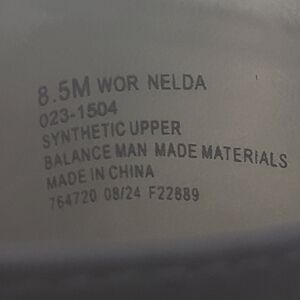 8.5M WOR NELDA
023-1504
SYNTHETIC UPPER
BALANCE MAN MADE MATERIALS
MADE IN CHINA
764720 08/24 F22889